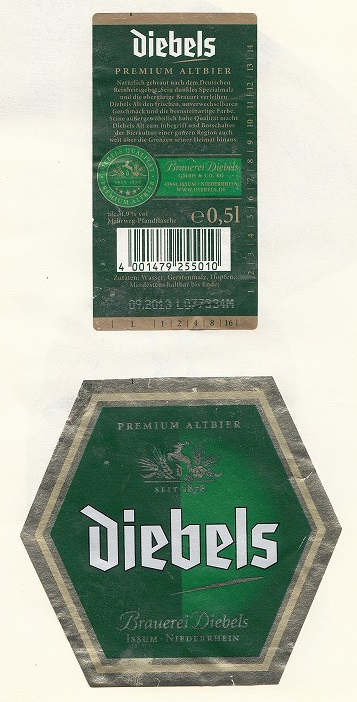 diebels
PREMIUM ALTBIER
Natürlich gebraut nach dem Deutschen
Reinheitsgebot. Sein dunkles Spezialmalz
und die obergärige Brauart verleihen
Diebels Alt den frischen, unverwechselbaren
Geschmack und die bernsteinartige Farbe.
Seine außergewöhnlich hohe Qualität macht
Diebels Alt zum Inbegriff und Botschafter
der Bierkultur einer ganzen Region auch
weit über die Grenzen seiner Heimat hinaus.
PREMIUM ALTBIER
Brauerei Diebels
GMBH & CO. KG
47661 ISSUM · NIEDERRHEIN
WWW.DIEBELS.DE
alc. 4,9% vol
Mehrweg-Pfandflasche
e 0,5l
4 001479 255010
Zutaten: Wasser, Gerstenmalz, Hopfen.
Mindestens haltbar bis Ende:
09.2013
1 1 2 4 8 16
1 2 3 4 5 6 7 8 9 10 11 12 13 14
PREMIUM ALTBIER
SEIT 1878
diebels
Brauerei Diebels
ISSUM · NIEDERRHEIN